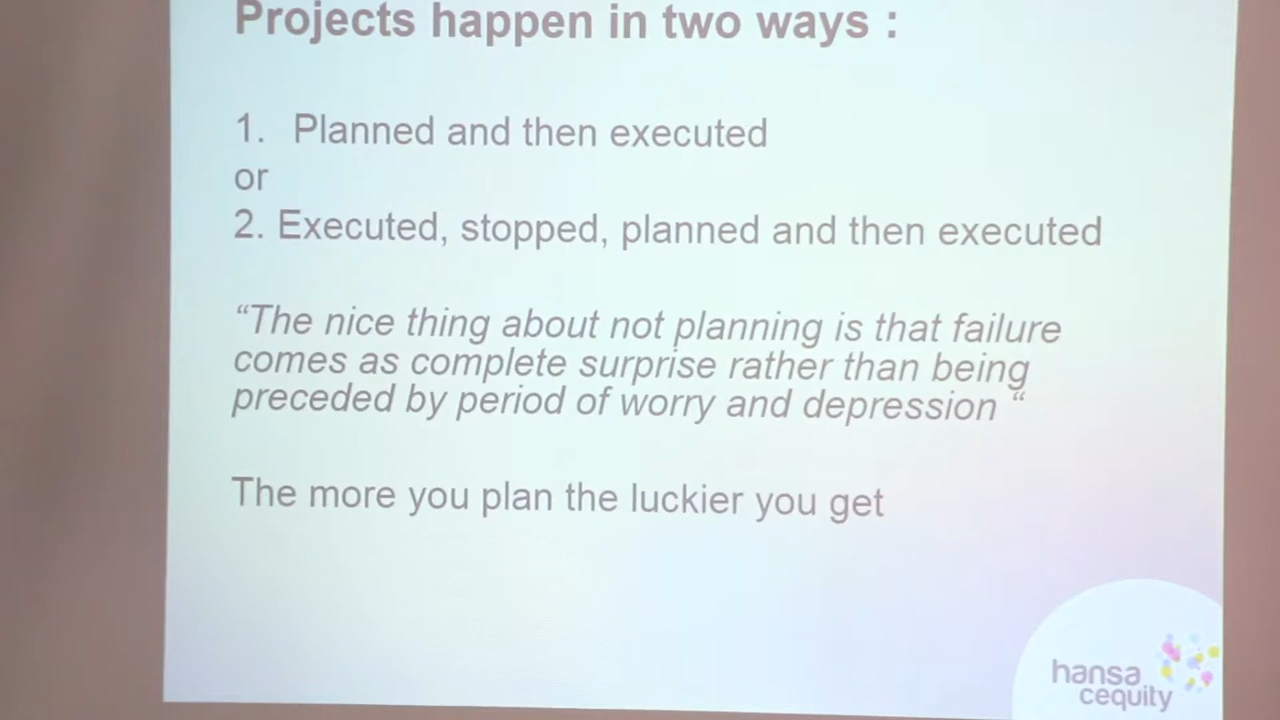 Projects happen in two ways :
1. Planned and then executed
or
2. Executed, stopped, planned and then executed
“The nice thing about not planning is that failure
comes as complete surprise rather than being
preceded by period of worry and depression “
The more you plan the luckier you get
hansa
cequity